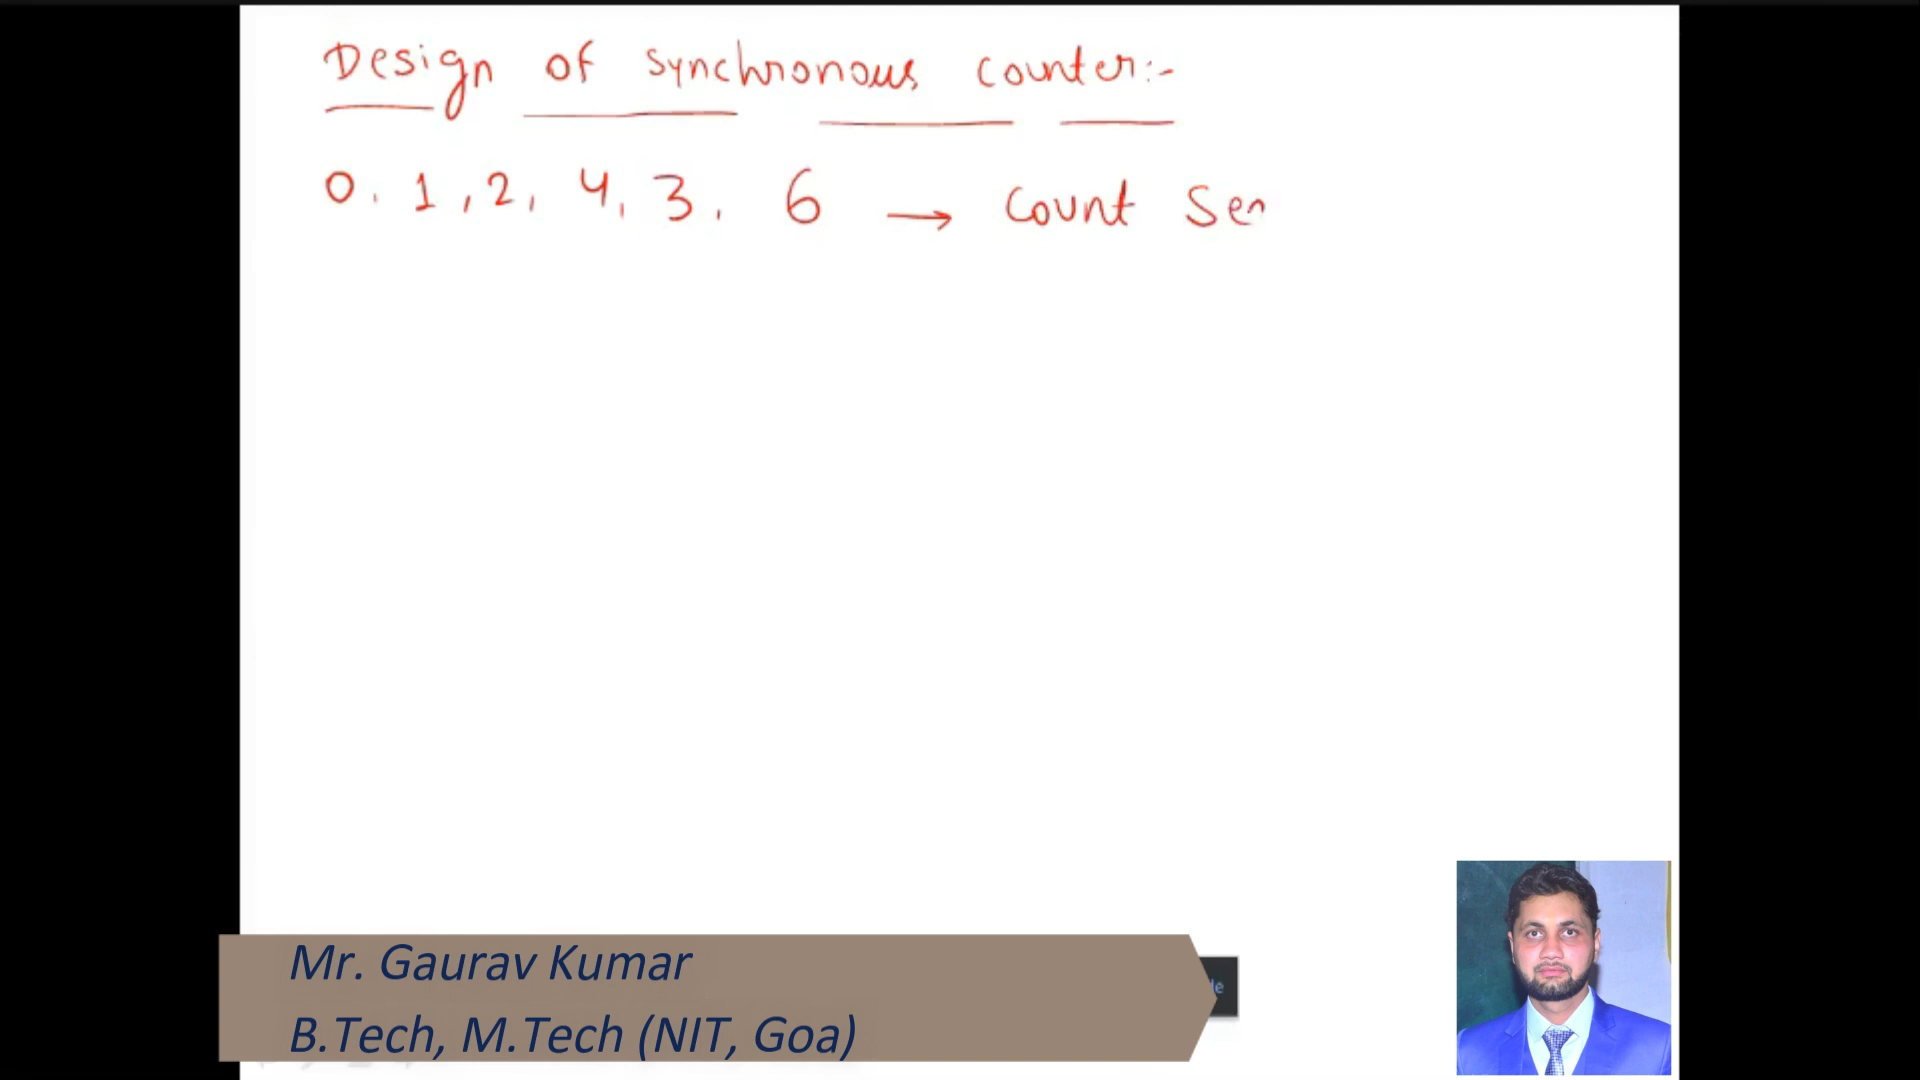 Design of synchronous counter:-
0, 1, 2, 4, 3, 6 → Count Se
Mr. Gaurav Kumar
B.Tech, M.Tech (NIT, Goa)